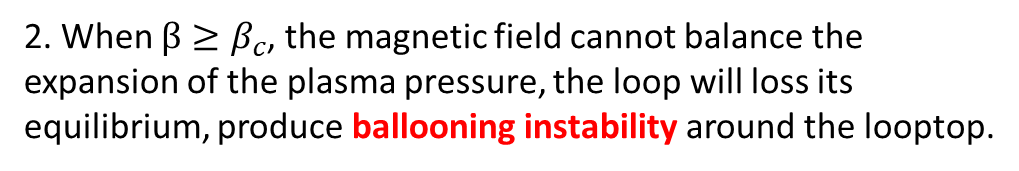 2. When β ≥ β_c, the magnetic field cannot balance the
expansion of the plasma pressure, the loop will loss its
equilibrium, produce ballooning instability around the looptop.